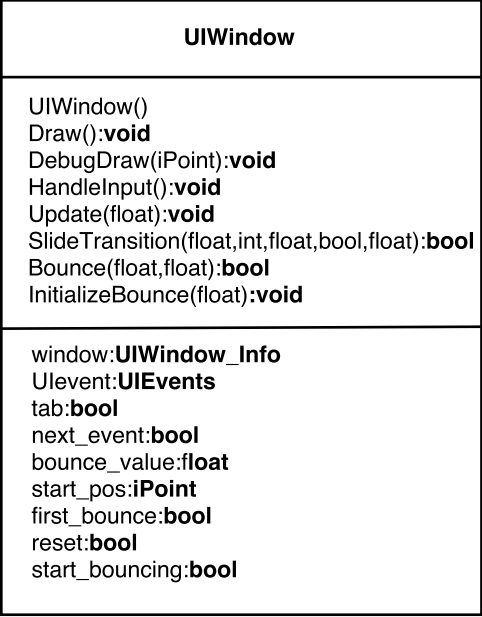 UIWindow
UIWindow()
Draw():void
DebugDraw(iPoint):void
HandleInput():void
Update(float):void
SlideTransition(float,int,float,bool,float):bool
Bounce(float,float):bool
InitializeBounce(float):void
window:UIWindow_Info
UIevent:UIEvents
tab:bool
next_event:bool
bounce_value:float
start_pos:iPoint
first_bounce:bool
reset:bool
start_bouncing:bool